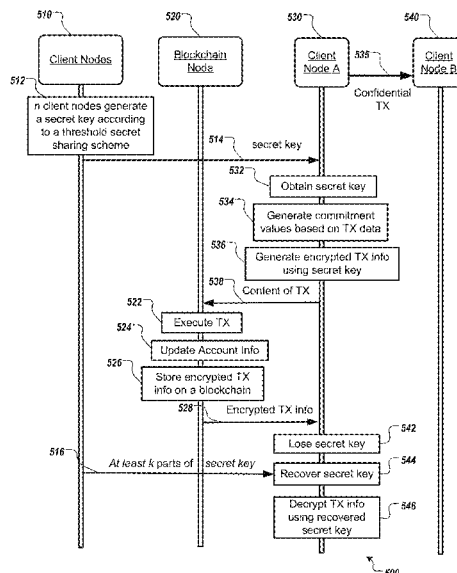 510
520
530
540
Client Nodes
Blockchain
Node
Client
Node A
535
Client
Node B
Confidential
TX
512
n client nodes generate
a secret key according
to a threshold secret
sharing scheme
514
secret key
532
Obtain secret key
534
Generate commitment
values based on TX data
536
Generate encrypted TX info
using secret key
538
Content of TX
522
Execute TX
524
Update Account Info
526
Store encrypted TX
info on a blockchain
528
Encrypted TX info
Lose secret key
542
516
At least k parts of secret key
Recover secret key
544
Decrypt TX info
using recovered
secret key
546
500